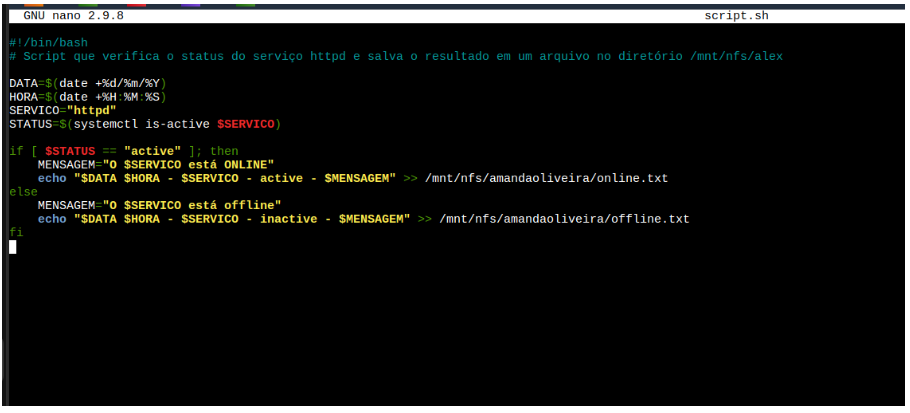 GNU nano 2.9.8 script.sh
#!/bin/bash
# Script que verifica o status do serviço httpd e salva o resultado em um arquivo no diretório /mnt/nfs/alex
DATA=$(date +%d/%m/%Y)
HORA=$(date +%H:%M:%S)
SERVICO="httpd"
STATUS=$(systemctl is-active $SERVICO)
if [ $STATUS == "active" ]; then
    MENSAGEM="O $SERVICO está ONLINE"
    echo "$DATA $HORA - $SERVICO - active - $MENSAGEM" >> /mnt/nfs/amandaoliveira/online.txt
else
    MENSAGEM="O $SERVICO está offline"
    echo "$DATA $HORA - $SERVICO - inactive - $MENSAGEM" >> /mnt/nfs/amandaoliveira/offline.txt
fi